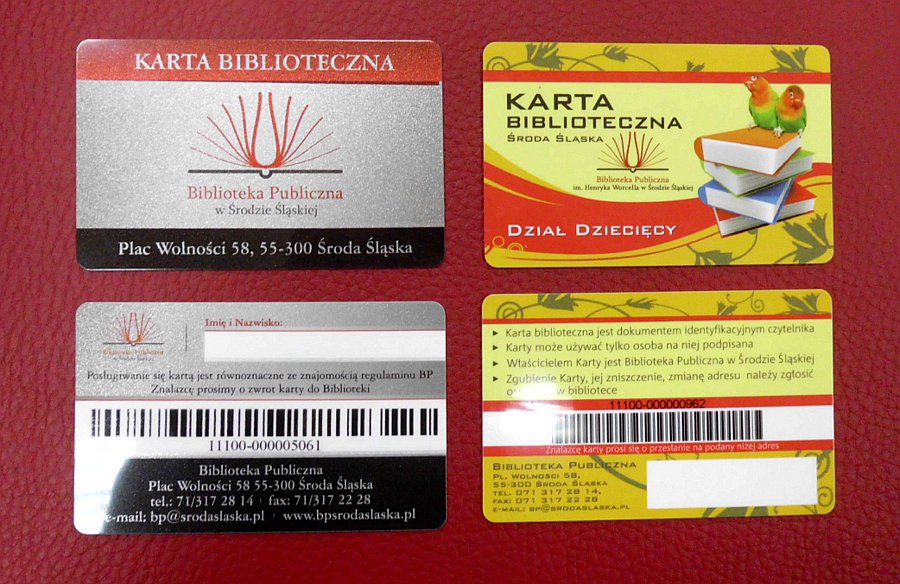 KARTA BIBLIOTECZNA
Biblioteka Publiczna
w Środzie Śląskiej
Plac Wolności 58, 55-300 Środa Śląska
KARTA
BIBLIOTECZNA
ŚRODA ŚLĄSKA
Biblioteka Publiczna
im. Henryka Worcella w Środzie Śląskiej
DZIAŁ DZIECIĘCY
Biblioteka Publiczna
w Środzie Śląskiej
Imię i Nazwisko:
Posługiwanie się kartą jest równoznaczne ze znajomością regulaminu BP
Znalazcę prosimy o zwrot karty do Biblioteki
11100-000005061
Biblioteka Publiczna
Plac Wolności 58 55-300 Środa Śląska
tel.: 71/317 28 14 fax: 71/317 22 28
e-mail: bp@srodaslaska.pl www.bpsrodaslaska.pl
Karta biblioteczna jest dokumentem identyfikacyjnym czytelnika
Karty może używać tylko osoba na niej podpisana
Właścicielem Karty jest Biblioteka Publiczna w Środzie Śląskiej
Zgubienie Karty, jej zniszczenie, zmianę adresu należy zgłosić
w bibliotece
11100-000000962
Znalazcę karty prosi się o przesłanie na podany niżej adres
BIBLIOTEKA PUBLICZNA
PL. WOLNOŚCI 58,
55-300 ŚRODA ŚLĄSKA
TEL. 071 317 28 14,
FAX: 071 317 22 28
E-MAIL: BP@SRODASLASKA.PL